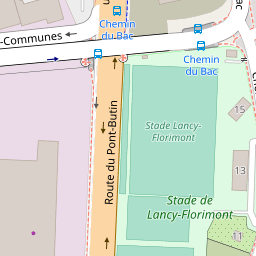 Chemin
du Bac
-Communes
Chemin
du Bac
Stade Lancy-
Florimont
15
Route du Pont-Butin
13
Stade de
Lancy-Florimont
11